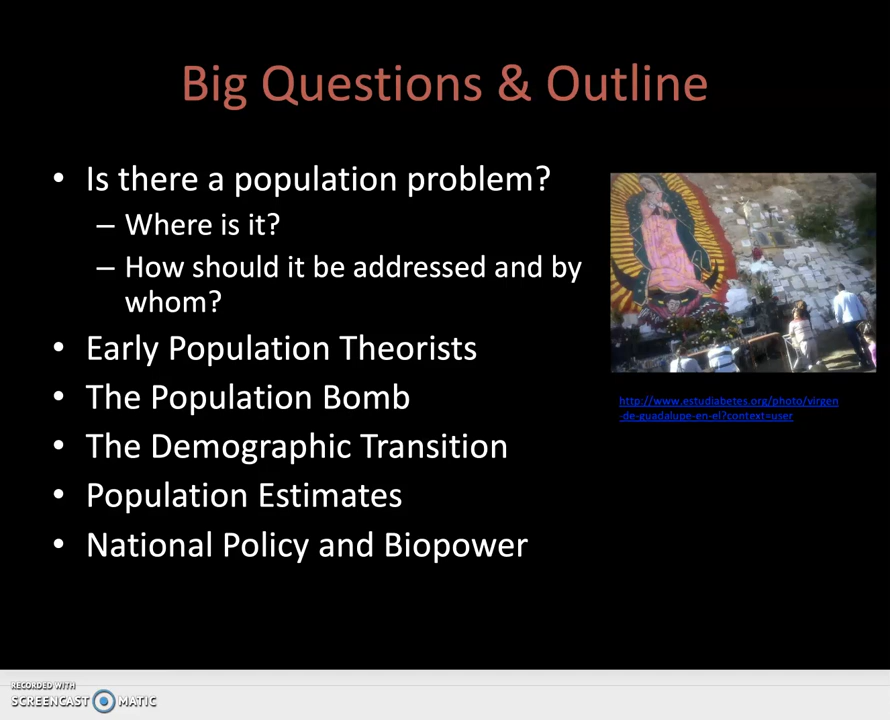 Big Questions & Outline
• Is there a population problem?
– Where is it?
– How should it be addressed and by
whom?
• Early Population Theorists
• The Population Bomb
• The Demographic Transition
• Population Estimates
• National Policy and Biopower
http://www.estudiabetes.org/photo/virgen
-de-guadalupe-en-el?context=user
RECORDED WITH
SCREENCAST MATIC